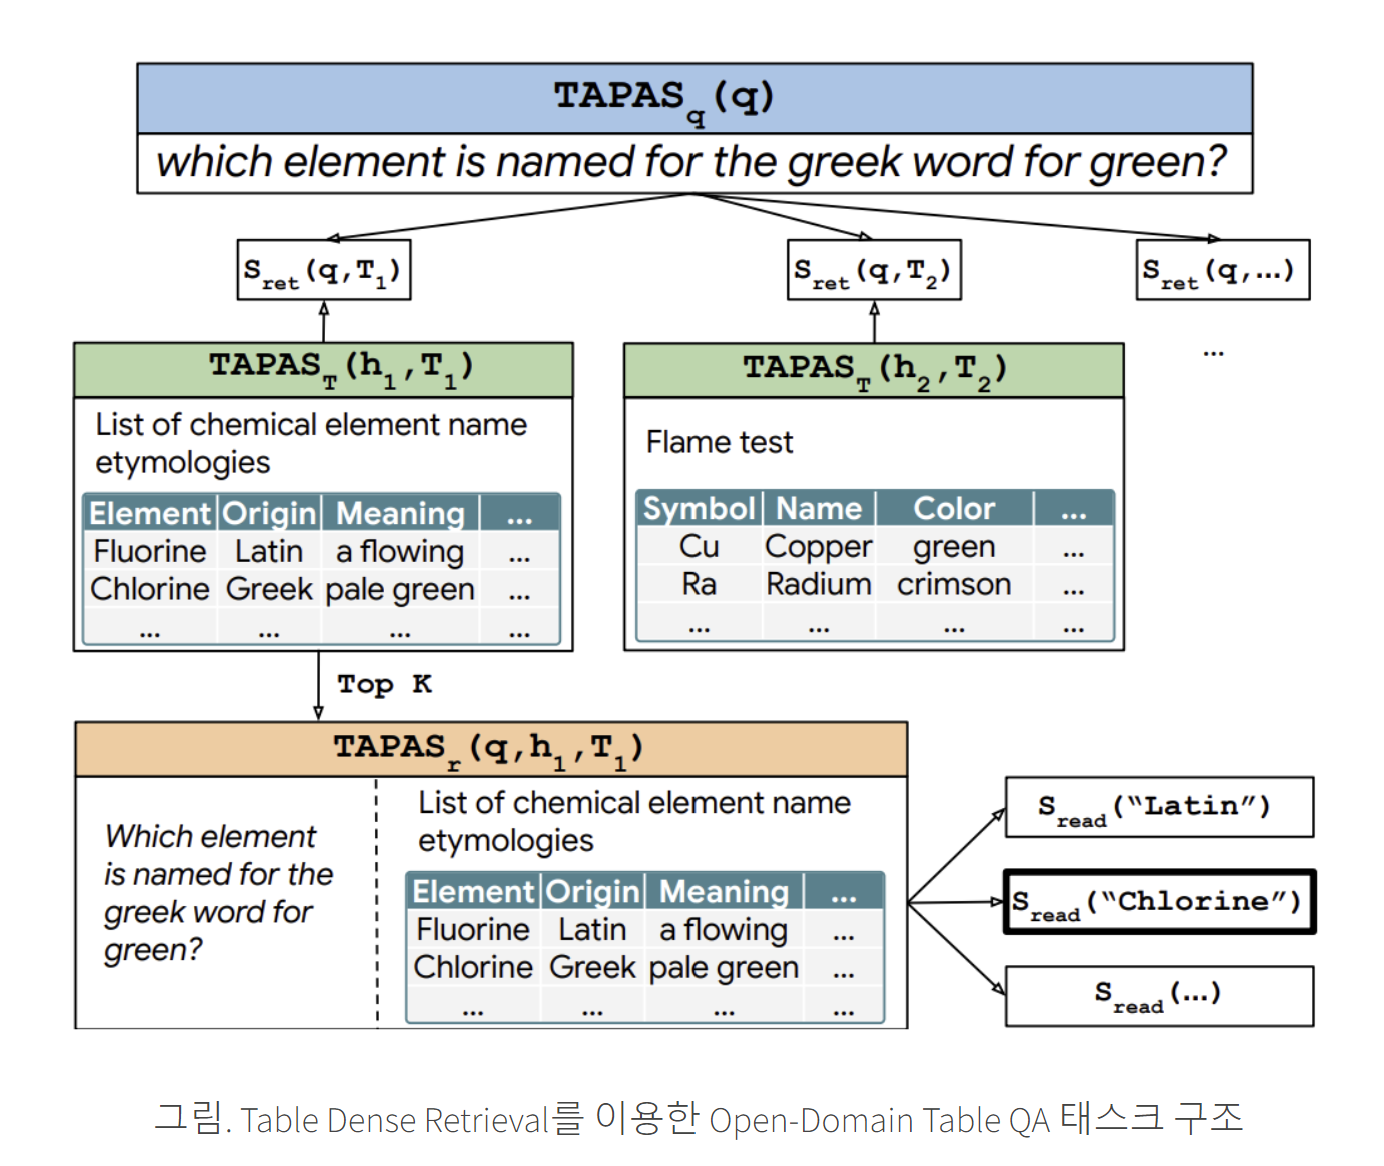 TAPASq(q)
which element is named for the greek word for green?
Sret(q,T1)
Sret(q,T2)
Sret(q,…)
TAPAST(h1,T1)
List of chemical element name
etymologies
Element Origin Meaning ...
Fluorine Latin a flowing ...
Chlorine Greek pale green ...
... ... ... ...
TAPAST(h2,T2)
Flame test
Symbol Name Color ...
Cu Copper green ...
Ra Radium crimson ...
... ... ... ...
...
Top K
TAPASr(q,h1,T1)
Which element
is named for the
greek word for
green?
List of chemical element name
etymologies
Element Origin Meaning ...
Fluorine Latin a flowing ...
Chlorine Greek pale green ...
... ... ... ...
Sread(“Latin”)
Sread(“Chlorine”)
Sread(…)
그림. Table Dense Retrieval를 이용한 Open-Domain Table QA 태스크 구조